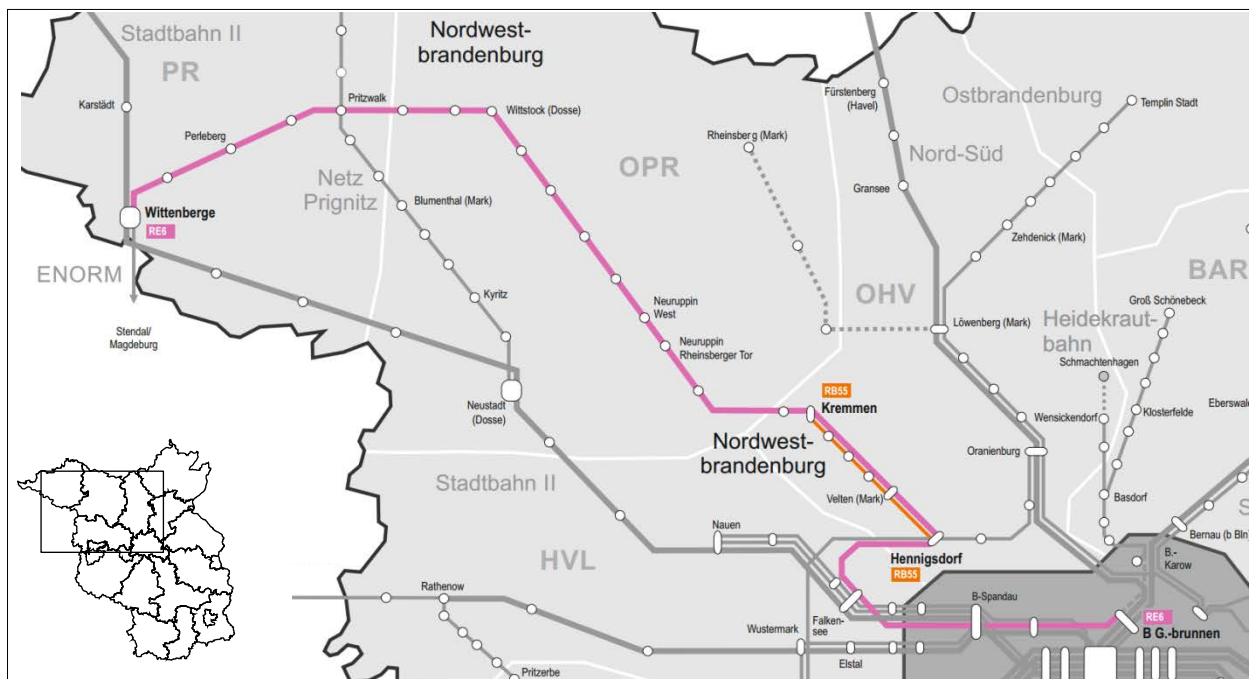 Stadtbahn II
PR
Nordwest-
brandenburg
Karstädt
Pritzwalk
Wittstock (Dosse)
Perleberg
Fürstenberg
(Havel)
Ostbrandenburg
Templin Stadt
Rheinsberg (Mark)
OPR
Nord-Süd
Netz
Prignitz
Blumenthal (Mark)
Gransee
Wittenberge
RE6
Zehdenick (Mark)
ENORM
BAR
OHV
Kyritz
Neuruppin
West
Groß Schönebeck
Stendal/
Magdeburg
Löwenberg (Mark)
Heidekraut-
bahn
Neuruppin
Rheinsberger Tor
Schmachtenhagen
RB55
Kremmen
Neustadt
(Dosse)
Wensickendorf
Klosterfelde
Eberswa
Nordwest-
brandenburg
Oranienburg
Stadtbahn II
Velten (Mark)
Basdorf
S
Nauen
Bernau (b Bln)
HVL
Hennigsdorf
RB55
B.-
Karow
Rathenow
B-Spandau
RE6
B G.-brunnen
Falken-
see
Wustermark
Elstal
Pritzerbe